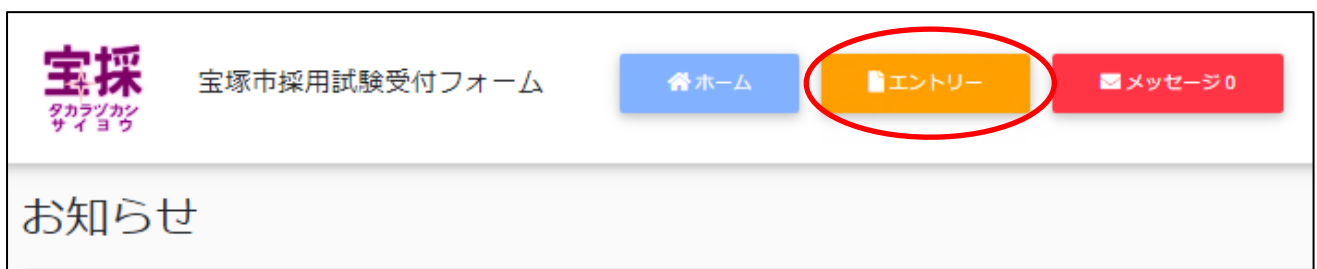 宝採
タカラヅカシ
サイヨウ
宝塚市採用試験受付フォーム
ホーム
エントリー
メッセージ 0
お知らせ